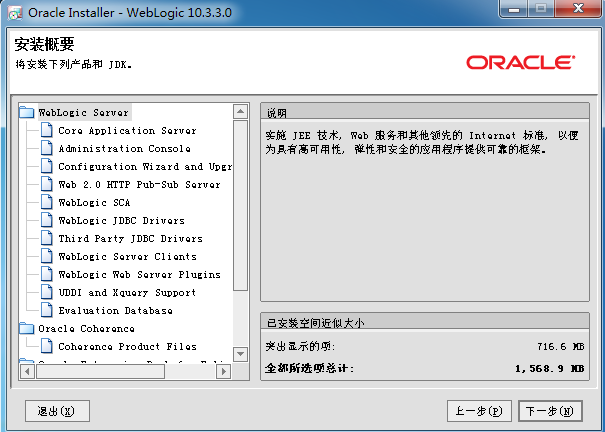 Oracle Installer - WebLogic 10.3.3.0
安装概要
将安装下列产品和 JDK。
ORACLE
WebLogic Server
Core Application Server
Administration Console
Configuration Wizard and Upgr
Web 2.0 HTTP Pub-Sub Server
WebLogic SCA
WebLogic JDBC Drivers
Third Party JDBC Drivers
WebLogic Server Clients
WebLogic Web Server Plugins
UDDI and Xquery Support
Evaluation Database
Oracle Coherence
Coherence Product Files
说明
实施 JEE 技术, Web 服务和其他领先的 Internet 标准, 以便
为具有高可用性, 弹性和安全的应用程序提供可靠的框架。
已安装空间近似大小
突出显示的项: 716.6 MB
全部所选项总计: 1,568.9 MB
退出(X)
上一步(P)
下一步(N)